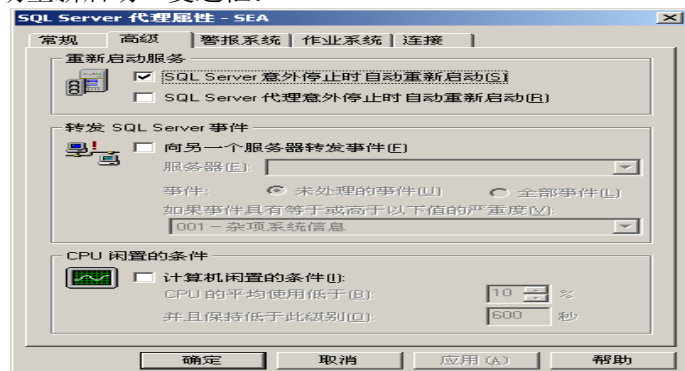 SQL Server 代理属性 - SEA
常规 高级 警报系统 作业系统 连接
重新启动服务
SQL Server 意外停止时自动重新启动(S)
SQL Server 代理意外停止时自动重新启动(R)
转发 SQL Server 事件
向另一个服务器转发事件(F)
服务器(E):
事件: 未处理的事件(U) 全部事件(L)
如果事件具有等于或高于以下值的严重度(V):
001 - 杂项系统信息
CPU 闲置的条件
计算机闲置的条件(I):
CPU 的平均使用低于(B): 10 %
并且保持低于此级别(O): 600 秒
确定 取消 应用(A) 帮助